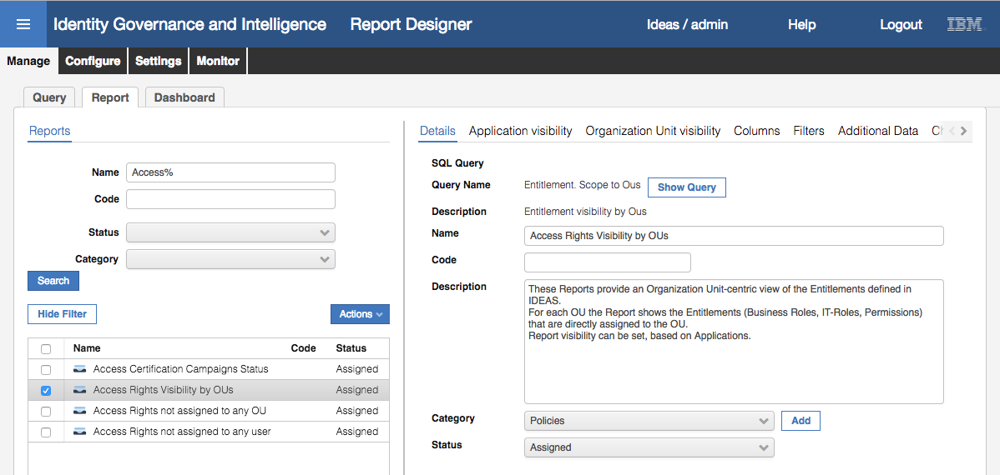 Identity Governance and Intelligence Report Designer Ideas / admin Help Logout IBM
Manage Configure Settings Monitor
Query Report Dashboard
Reports
Name Access%
Code
Status
Category
Search
Hide Filter Actions
Name Code Status
Access Certification Campaigns Status Assigned
Access Rights Visibility by OUs Assigned
Access Rights not assigned to any OU Assigned
Access Rights not assigned to any user Assigned
Details Application visibility Organization Unit visibility Columns Filters Additional Data
SQL Query
Query Name Entitlement. Scope to Ous Show Query
Description Entitlement visibility by Ous
Name Access Rights Visibility by OUs
Code
Description These Reports provide an Organization Unit-centric view of the Entitlements defined in
IDEAS.
For each OU the Report shows the Entitlements (Business Roles, IT-Roles, Permissions)
that are directly assigned to the OU.
Report visibility can be set, based on Applications.
Category Policies Add
Status Assigned